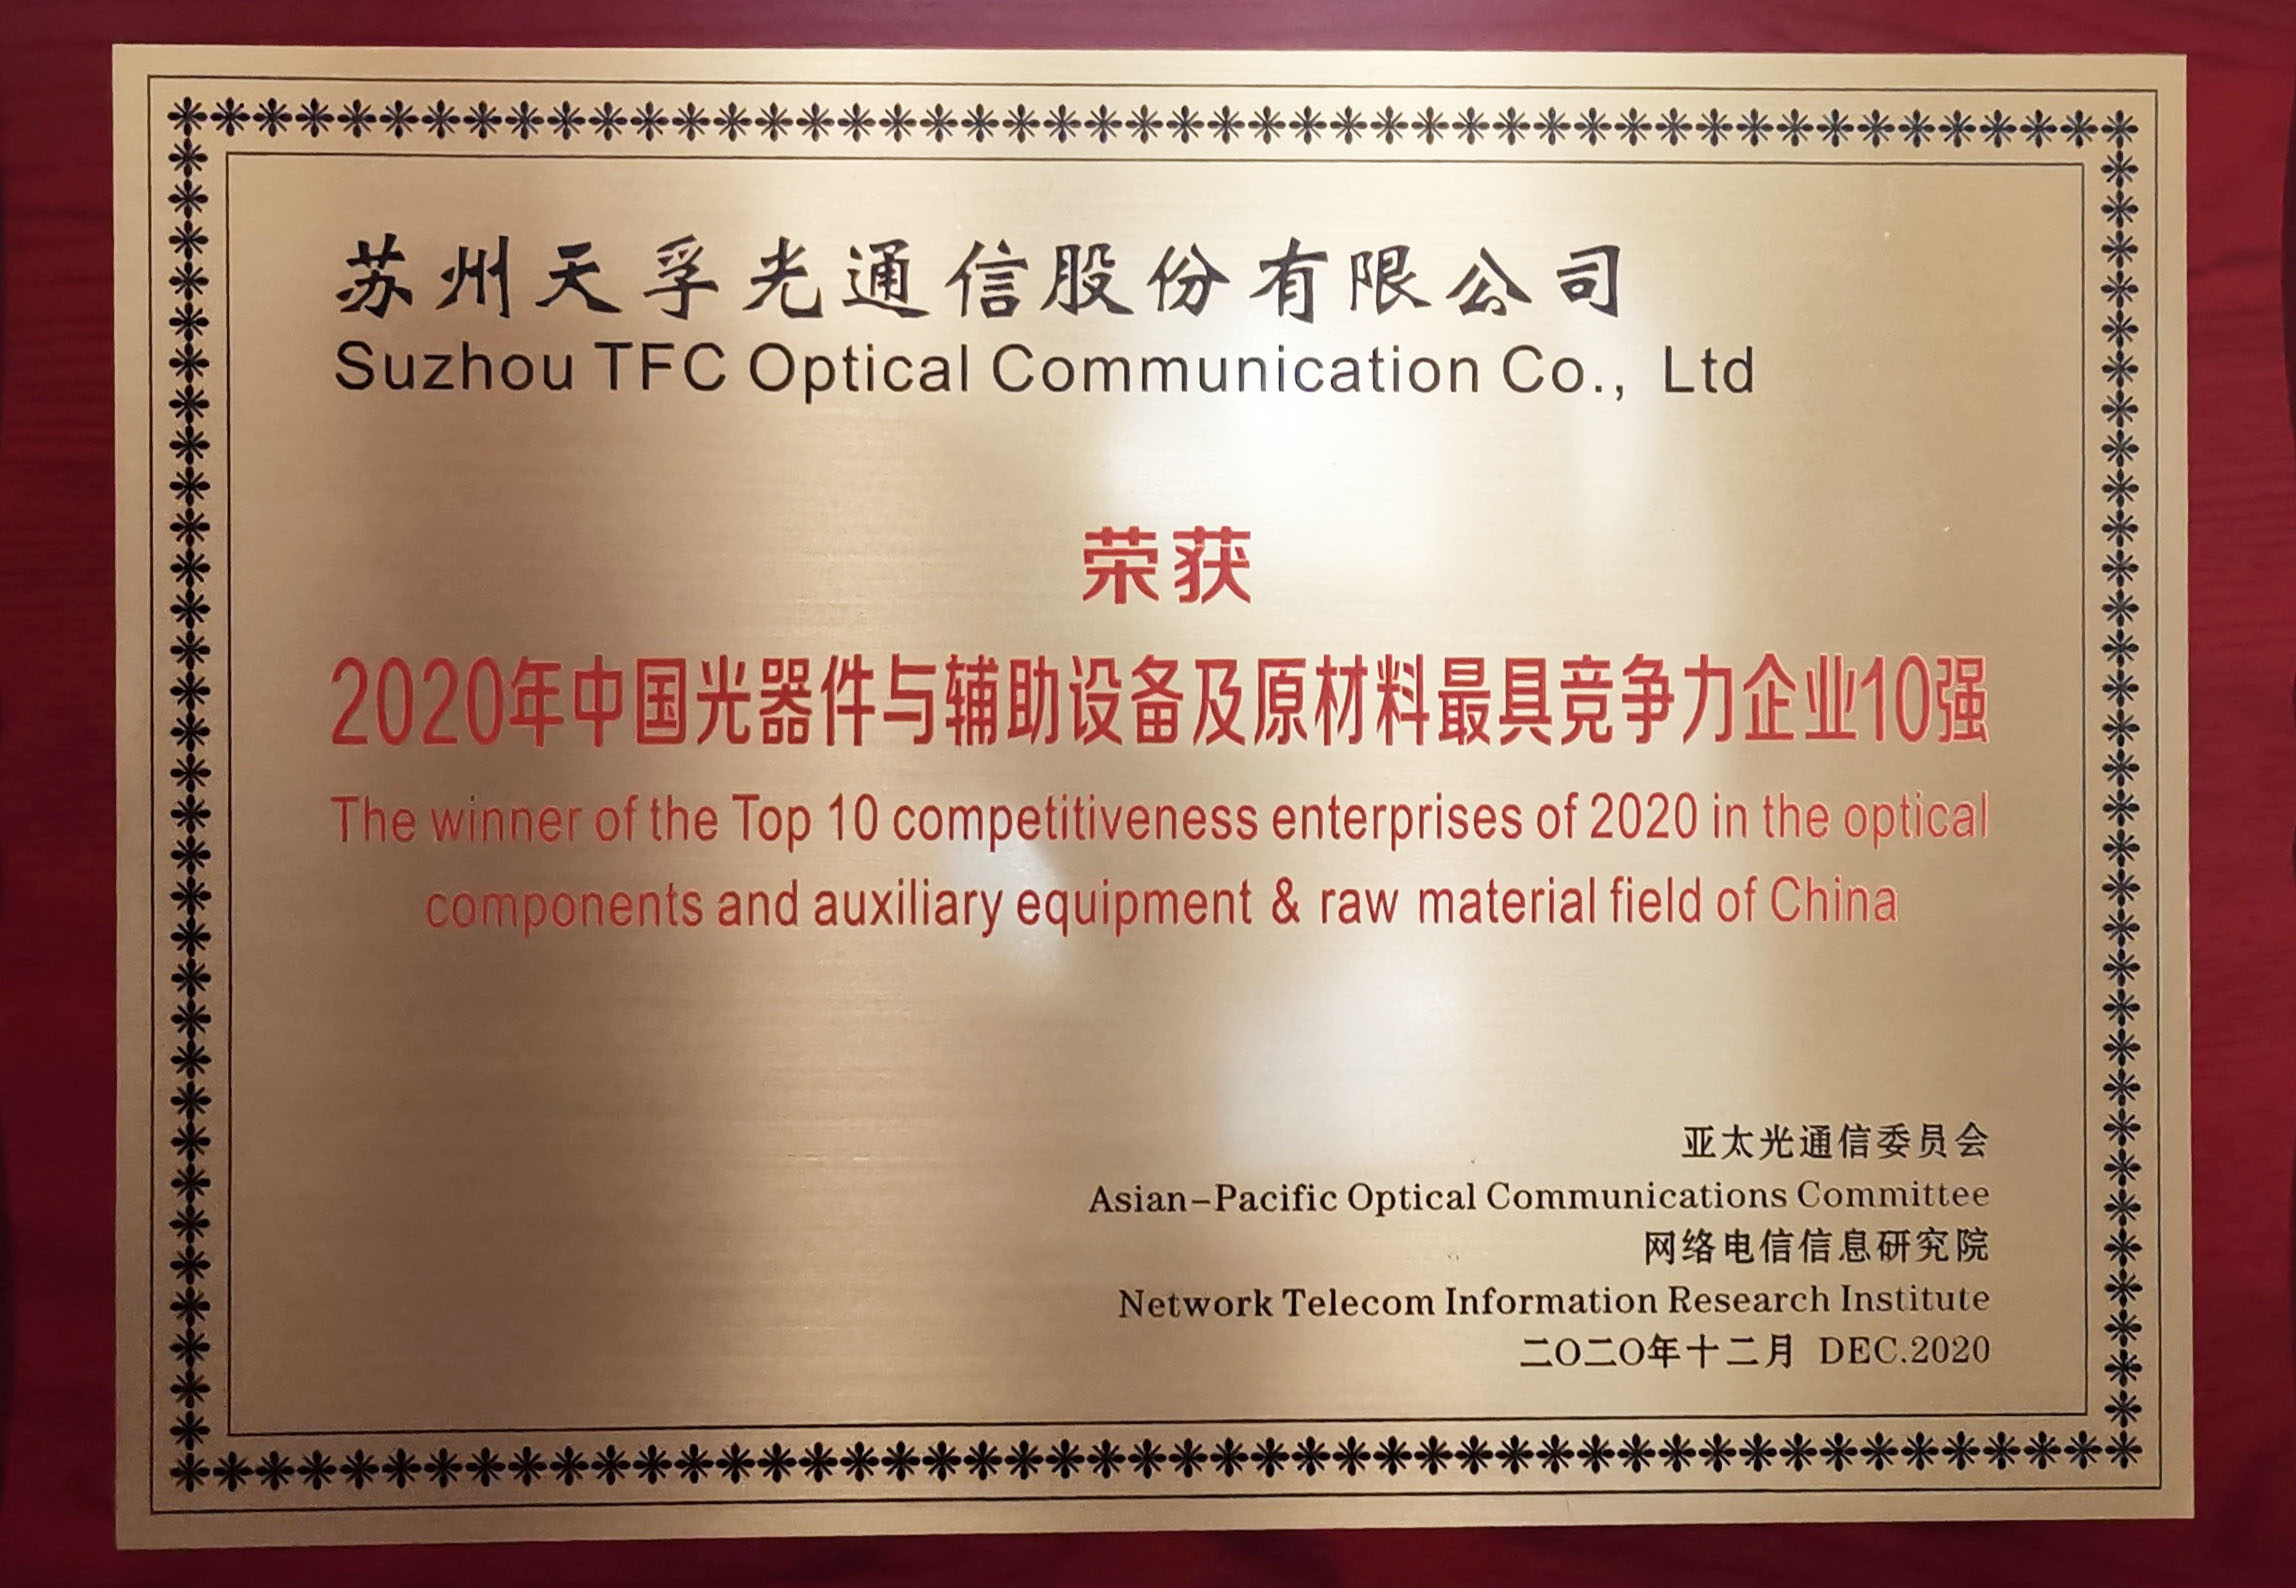 苏州天孚光通信股份有限公司
Suzhou TFC Optical Communication Co., Ltd
荣获
2020年中国光器件与辅助设备及原材料最具竞争力企业10强
The winner of the Top 10 competitiveness enterprises of 2020 in the optical
components and auxiliary equipment & raw material field of China
亚太光通信委员会
Asian-Pacific Optical Communications Committee
网络电信信息研究院
Network Telecom Information Research Institute
二〇二〇年十二月 DEC.2020